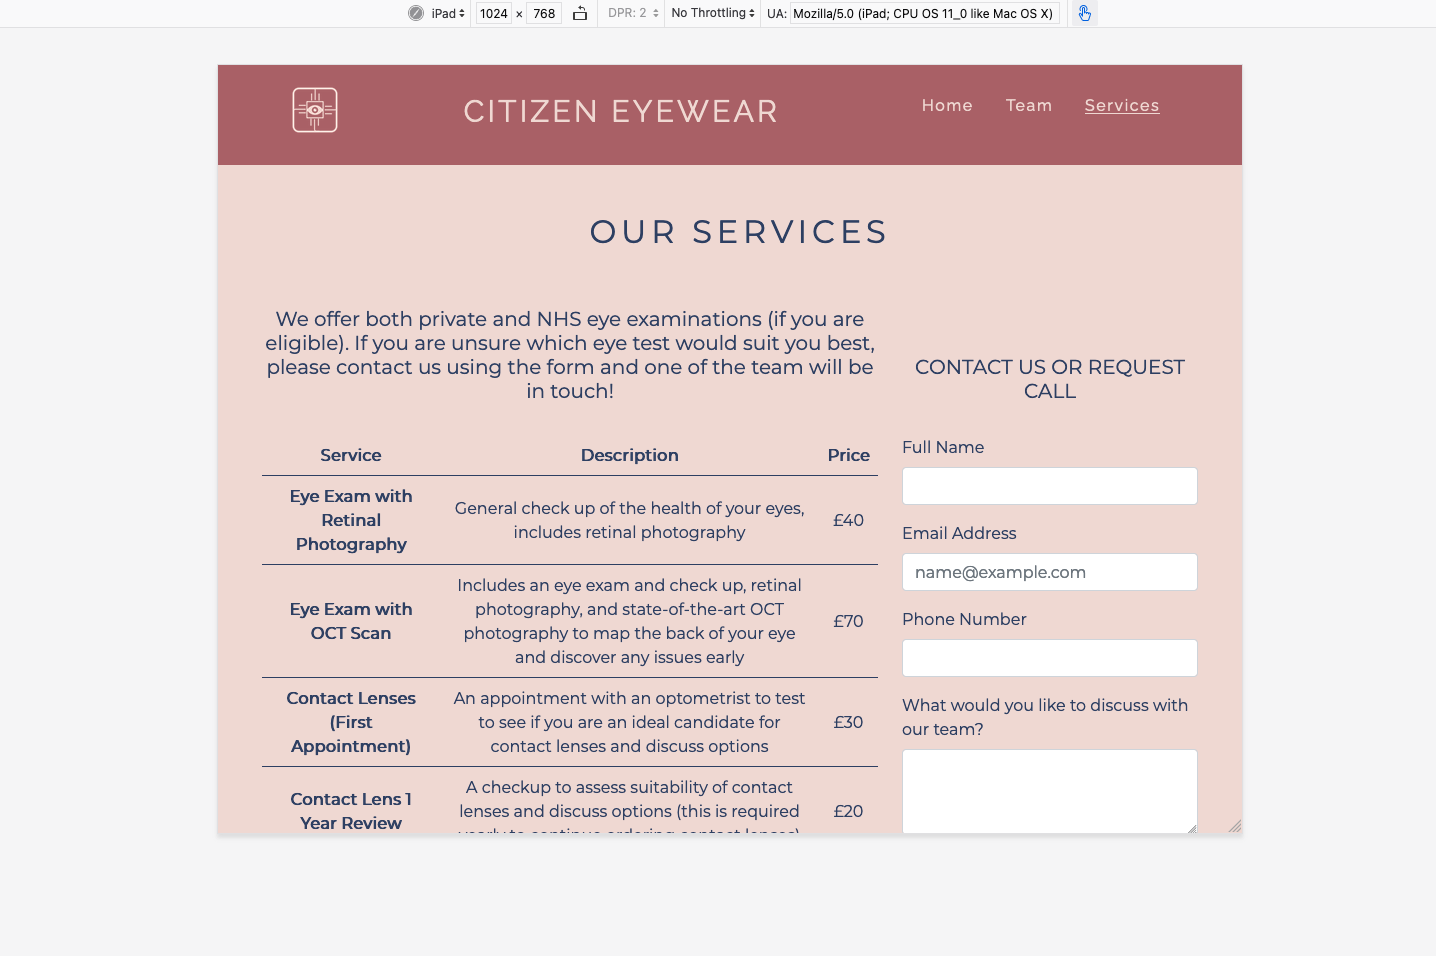 iPad 1024 × 768 DPR: 2 No Throttling UA: Mozilla/5.0 (iPad; CPU OS 11_0 like Mac OS X)
CITIZEN EYEWEAR
Home Team Services
OUR SERVICES
We offer both private and NHS eye examinations (if you are
eligible). If you are unsure which eye test would suit you best,
please contact us using the form and one of the team will be
in touch!
Service Description Price
Eye Exam with
Retinal
Photography
General check up of the health of your eyes,
includes retinal photography
£40
Eye Exam with
OCT Scan
Includes an eye exam and check up, retinal
photography, and state-of-the-art OCT
photography to map the back of your eye
and discover any issues early
£70
Contact Lenses
(First
Appointment)
An appointment with an optometrist to test
to see if you are an ideal candidate for
contact lenses and discuss options
£30
Contact Lens 1
Year Review
A checkup to assess suitability of contact
lenses and discuss options (this is required
yearly to continue ordering contact lenses)
£20
CONTACT US OR REQUEST
CALL
Full Name
Email Address
name@example.com
Phone Number
What would you like to discuss with
our team?